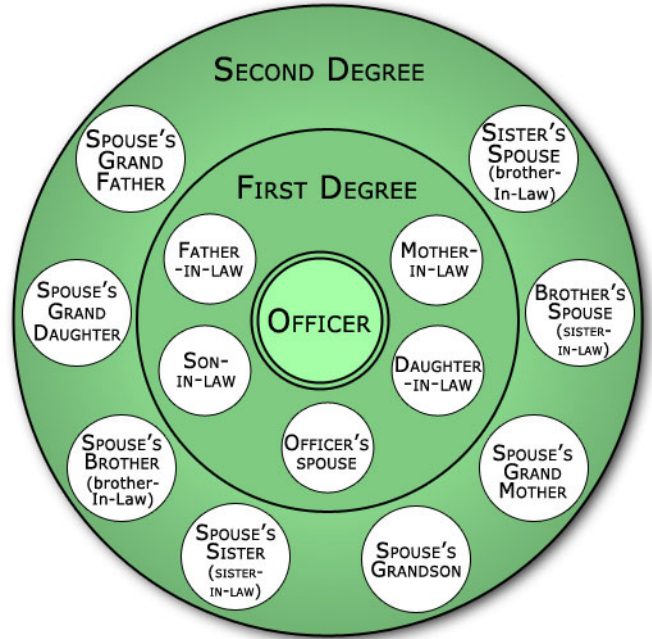 SECOND DEGREE
SPOUSE'S
GRAND
FATHER
SISTER'S
SPOUSE
(brother-
In-Law)
FIRST DEGREE
FATHER
-IN-LAW
MOTHER-
IN-LAW
SPOUSE'S
GRAND
DAUGHTER
OFFICER
BROTHER'S
SPOUSE
(SISTER-
IN-LAW)
SON-
IN-LAW
DAUGHTER
-IN-LAW
OFFICER'S
SPOUSE
SPOUSE'S
BROTHER
(brother-
In-Law)
SPOUSE'S
GRAND
MOTHER
SPOUSE'S
SISTER
(SISTER-
IN-LAW)
SPOUSE'S
GRANDSON